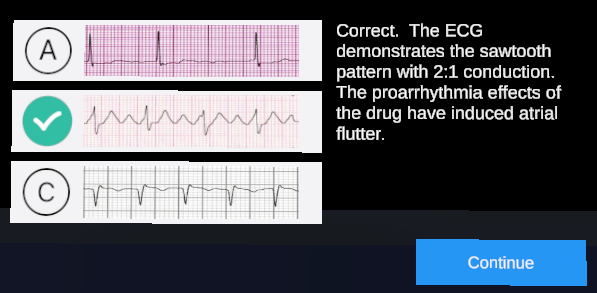 A
Correct. The ECG
demonstrates the sawtooth
pattern with 2:1 conduction.
The proarrhythmia effects of
the drug have induced atrial
flutter.
C
Continue